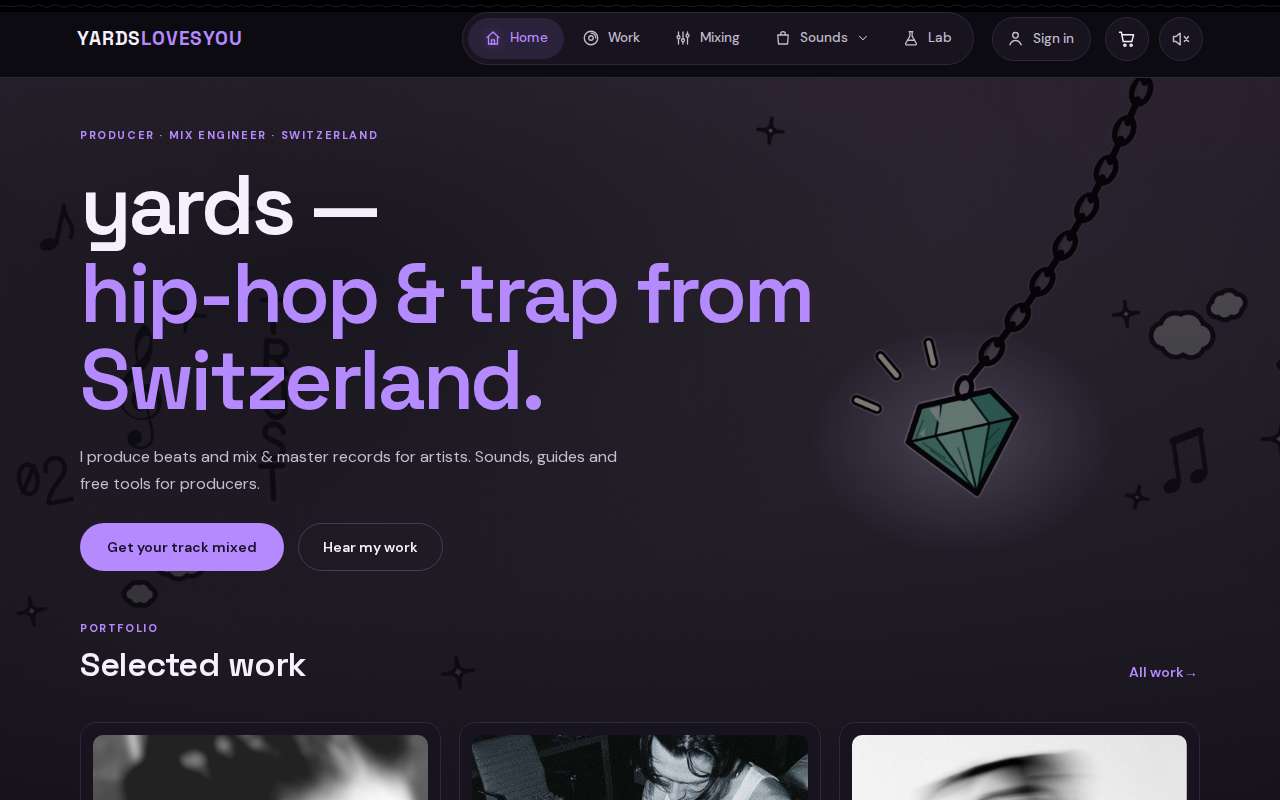 YARDSLOVESYOU
Home
Work
Mixing
Sounds
Lab
Sign in
PRODUCER · MIX ENGINEER · SWITZERLAND
yards —
hip-hop & trap from
Switzerland.
I produce beats and mix & master records for artists. Sounds, guides and
free tools for producers.
02
Get your track mixed
Hear my work
PORTFOLIO
Selected work
All work→